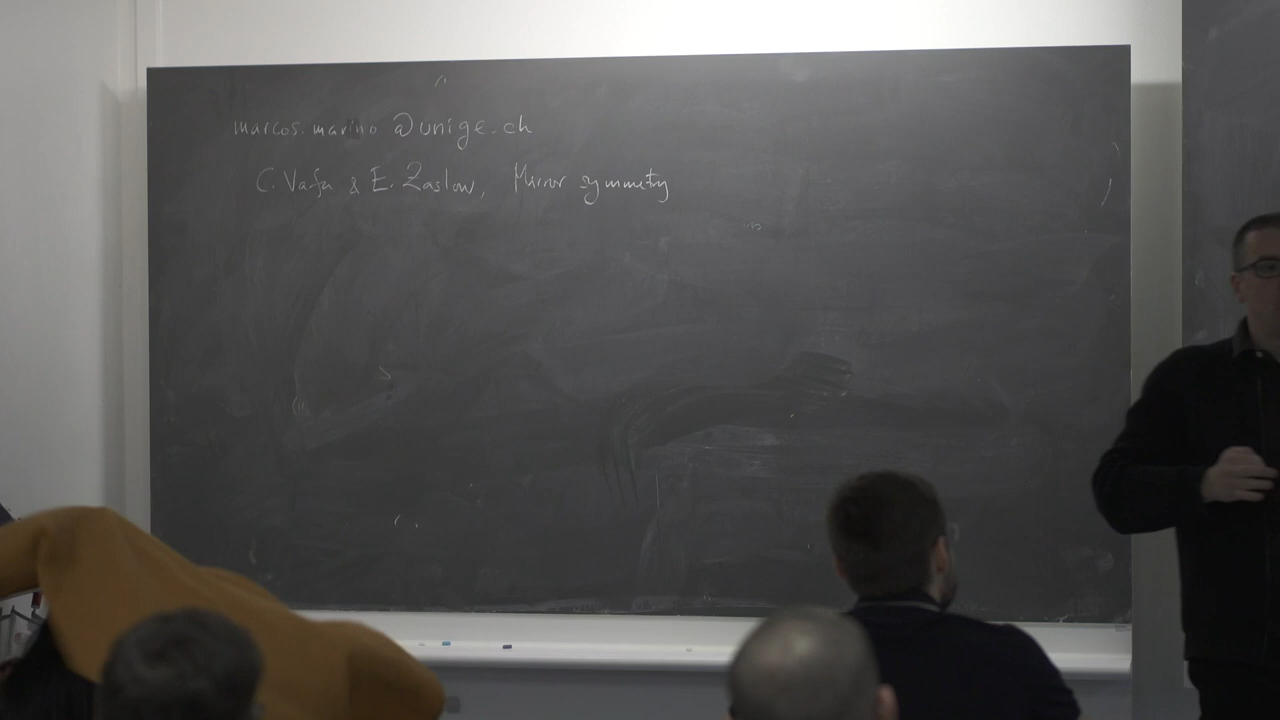 marcos.marino @unige.ch
C. Vafa & E. Zaslow, Mirror symmetry